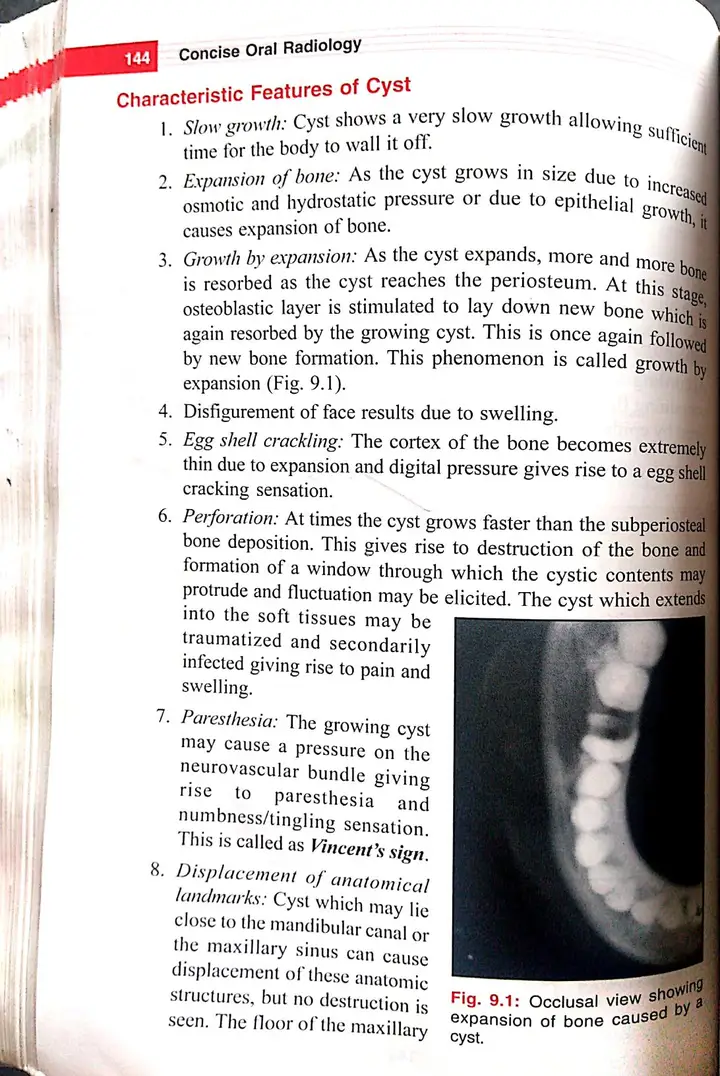 144 Concise Oral Radiology
Characteristic Features of Cyst
1. Slow growth: Cyst shows a very slow growth allowing sufficient
time for the body to wall it off.
2. Expansion of bone: As the cyst grows in size due to increased
osmotic and hydrostatic pressure or due to epithelial growth, it
causes expansion of bone.
3. Growth by expansion: As the cyst expands, more and more bone
is resorbed as the cyst reaches the periosteum. At this stage,
osteoblastic layer is stimulated to lay down new bone which is
again resorbed by the growing cyst. This is once again followed
by new bone formation. This phenomenon is called growth by
expansion (Fig. 9.1).
4. Disfigurement of face results due to swelling.
5. Egg shell crackling: The cortex of the bone becomes extremely
thin due to expansion and digital pressure gives rise to a egg shell
cracking sensation.
6. Perforation: At times the cyst grows faster than the subperiosteal
bone deposition. This gives rise to destruction of the bone and
formation of a window through which the cystic contents may
protrude and fluctuation may be elicited. The cyst which extends
into the soft tissues may be
traumatized and secondarily
infected giving rise to pain and
swelling.
7. Paresthesia: The growing cyst
may cause a pressure on the
neurovascular bundle giving
rise to paresthesia and
numbness/tingling sensation.
This is called as Vincent's sign.
8. Displacement of anatomical
landmarks: Cyst which may lie
close to the mandibular canal or
the maxillary sinus can cause
displacement of these anatomic
structures, but no destruction is
seen. The floor of the maxillary
Fig. 9.1: Occlusal view showing
expansion of bone caused by a
cyst.